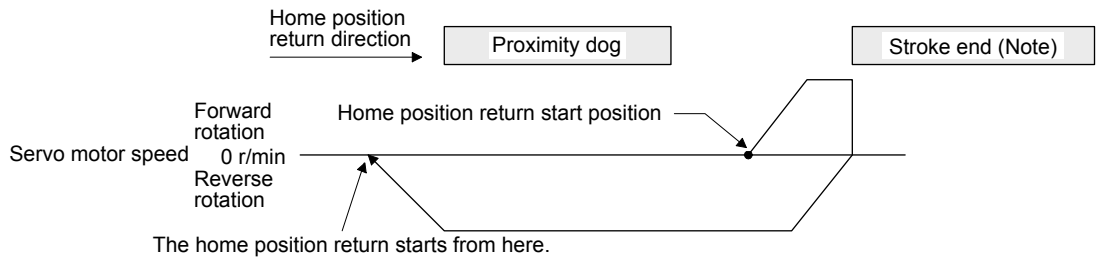 Home position
return direction
Proximity dog
Stroke end (Note)
Forward
rotation
Home position return start position
Servo motor speed
0 r/min
Reverse
rotation
The home position return starts from here.